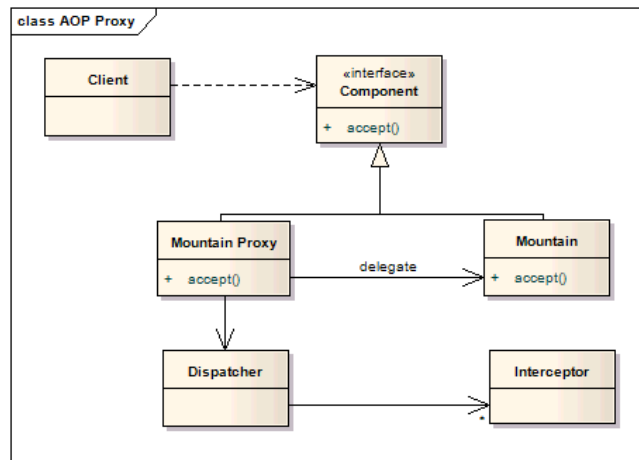 class AOP Proxy
Client
«interface»
Component
+ accept()
Mountain Proxy
+ accept()
delegate
Mountain
+ accept()
Dispatcher
Interceptor
*